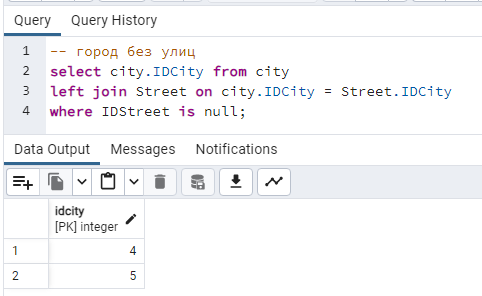 Query Query History
1 -- город без улиц
2 select city.IDCity from city
3 left join Street on city.IDCity = Street.IDCity
4 where IDStreet is null;
Data Output Messages Notifications
idcity
[PK] integer
1 4
2 5